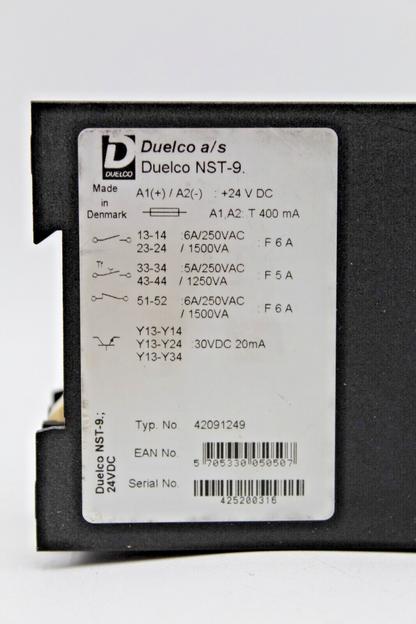 D
DUELCO
Duelco a/s
Duelco NST-9.
Made in Denmark
A1(+) / A2(-) : +24 V DC
A1,A2: T 400 mA
13-14 :6A/250VAC
23-24 / 1500VA : F 6 A
33-34 :5A/250VAC
43-44 / 1250VA : F 5 A
51-52 :6A/250VAC
/ 1500VA : F 6 A
Y13-Y14
Y13-Y24 :30VDC 20mA
Y13-Y34
Typ. No. 42091249
EAN No.
5 705330 050507
Serial No.
425200316
Duelco NST-9.;
24VDC